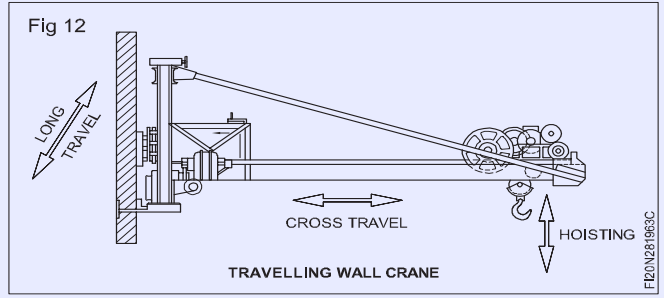 Fig 12
LONG
TRAVEL
CROSS TRAVEL
HOISTING
TRAVELLING WALL CRANE
FI20N281963C